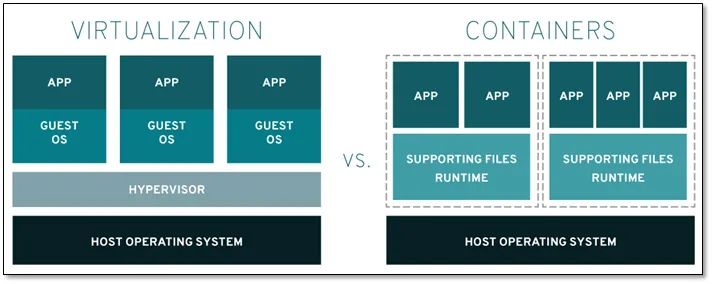 VIRTUALIZATION
APP
APP
APP
GUEST
OS
GUEST
OS
GUEST
OS
HYPERVISOR
HOST OPERATING SYSTEM
VS.
CONTAINERS
APP
APP
SUPPORTING FILES
RUNTIME
APP
APP
APP
SUPPORTING FILES
RUNTIME
HOST OPERATING SYSTEM